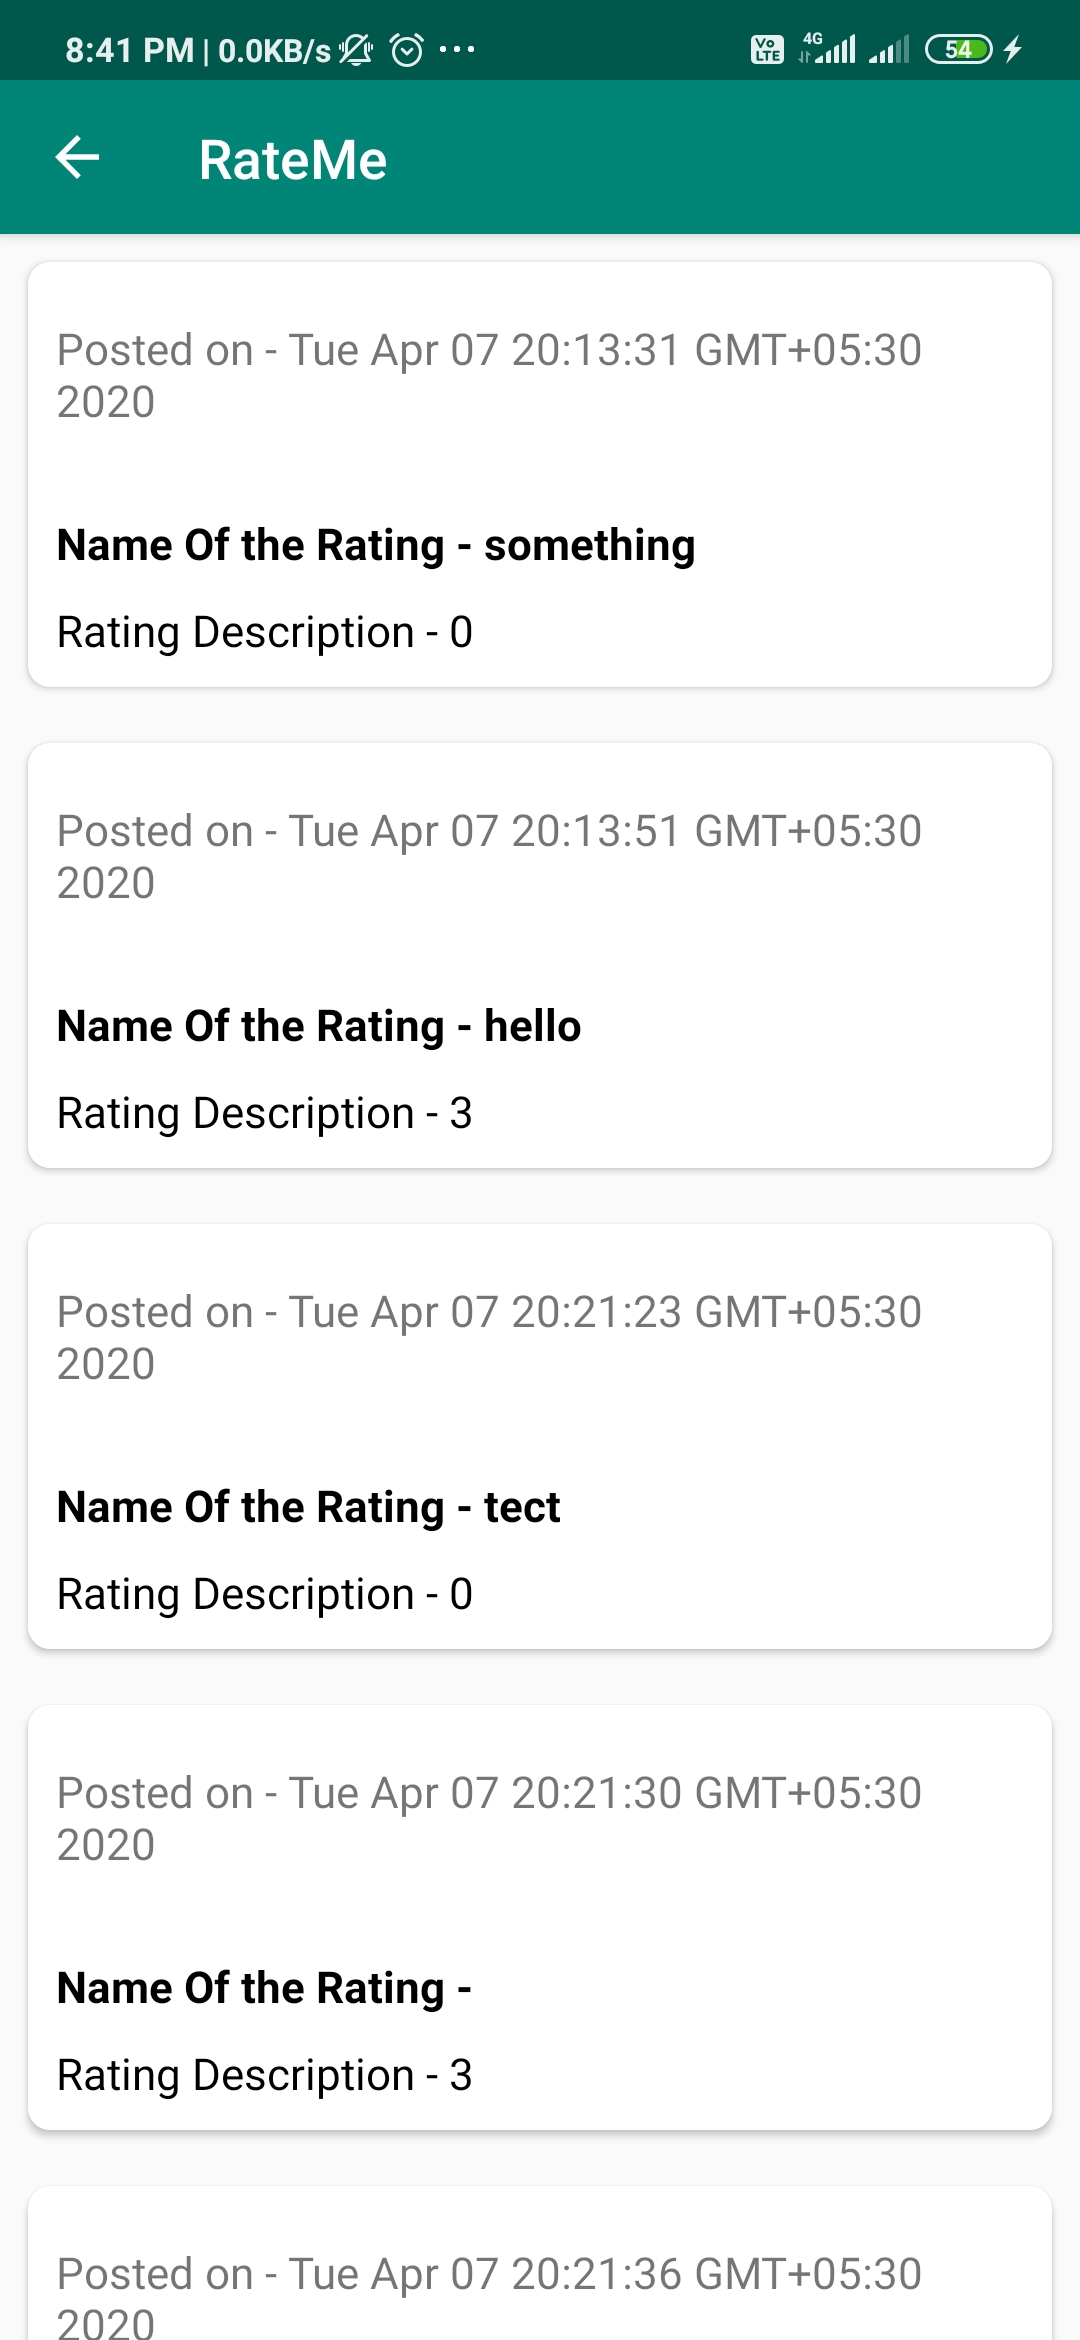 8:41 PM | 0.0KB/s ... Vo LTE 4G 54
RateMe
Posted on - Tue Apr 07 20:13:31 GMT+05:30
2020
Name Of the Rating - something
Rating Description - 0
Posted on - Tue Apr 07 20:13:51 GMT+05:30
2020
Name Of the Rating - hello
Rating Description - 3
Posted on - Tue Apr 07 20:21:23 GMT+05:30
2020
Name Of the Rating - tect
Rating Description - 0
Posted on - Tue Apr 07 20:21:30 GMT+05:30
2020
Name Of the Rating -
Rating Description - 3
Posted on - Tue Apr 07 20:21:36 GMT+05:30
2020